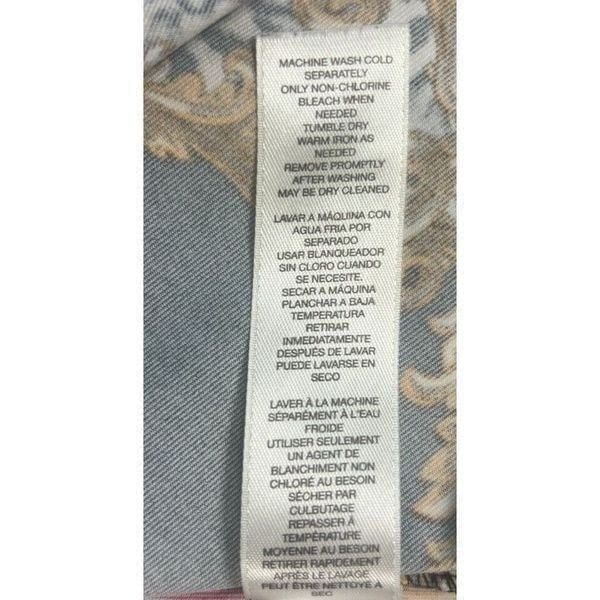 MACHINE WASH COLD
SEPARATELY
ONLY NON-CHLORINE
BLEACH WHEN
NEEDED
TUMBLE DRY
WARM IRON AS
NEEDED
REMOVE PROMPTLY
AFTER WASHING
MAY BE DRY CLEANED
LAVAR A MÁQUINA CON
AGUA FRIA POR
SEPARADO
USAR BLANQUEADOR
SIN CLORO CUANDO
SE NECESITE.
SECAR A MÁQUINA
PLANCHAR A BAJA
TEMPERATURA
RETIRAR
INMEDIATAMENTE
DESPUÉS DE LAVAR
PUEDE LAVARSE EN
SECO
LAVER À LA MACHINE
SÉPARÉMENT À L'EAU
FROIDE
UTILISER SEULEMENT
UN AGENT DE
BLANCHIMENT NON
CHLORÉ AU BESOIN
SÉCHER PAR
CULBUTAGE
REPASSER À
TEMPÉRATURE
MOYENNE AU BESOIN
RETIRER RAPIDEMENT
APRÈS LE LAVAGE
PEUT ÊTRE NETTOYÉ A
SEC